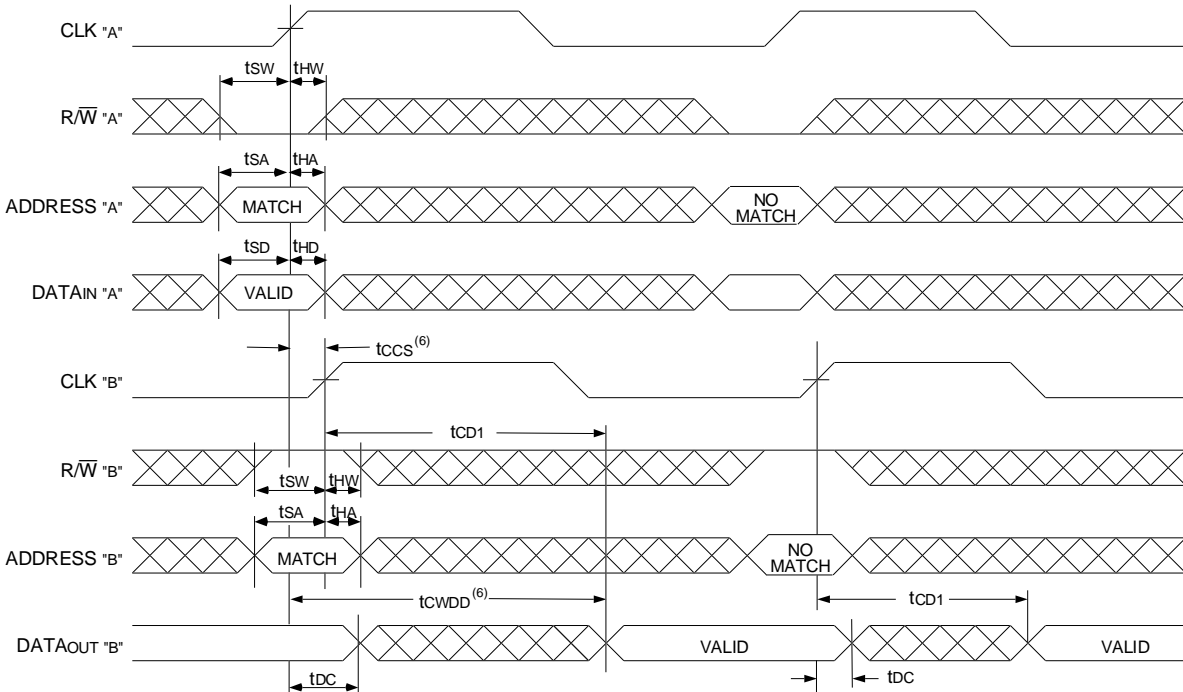 CLK "A"
tSW tHW
R/W̅ "A"
tSA tHA
ADDRESS "A" MATCH NO MATCH
tSD tHD
DATAIN "A" VALID
tCCS(6)
CLK "B"
tCD1
R/W̅ "B"
tSW tHW
tSA tHA
ADDRESS "B" MATCH NO MATCH
tCWDD(6) tCD1
DATAOUT "B" VALID VALID
tDC tDC